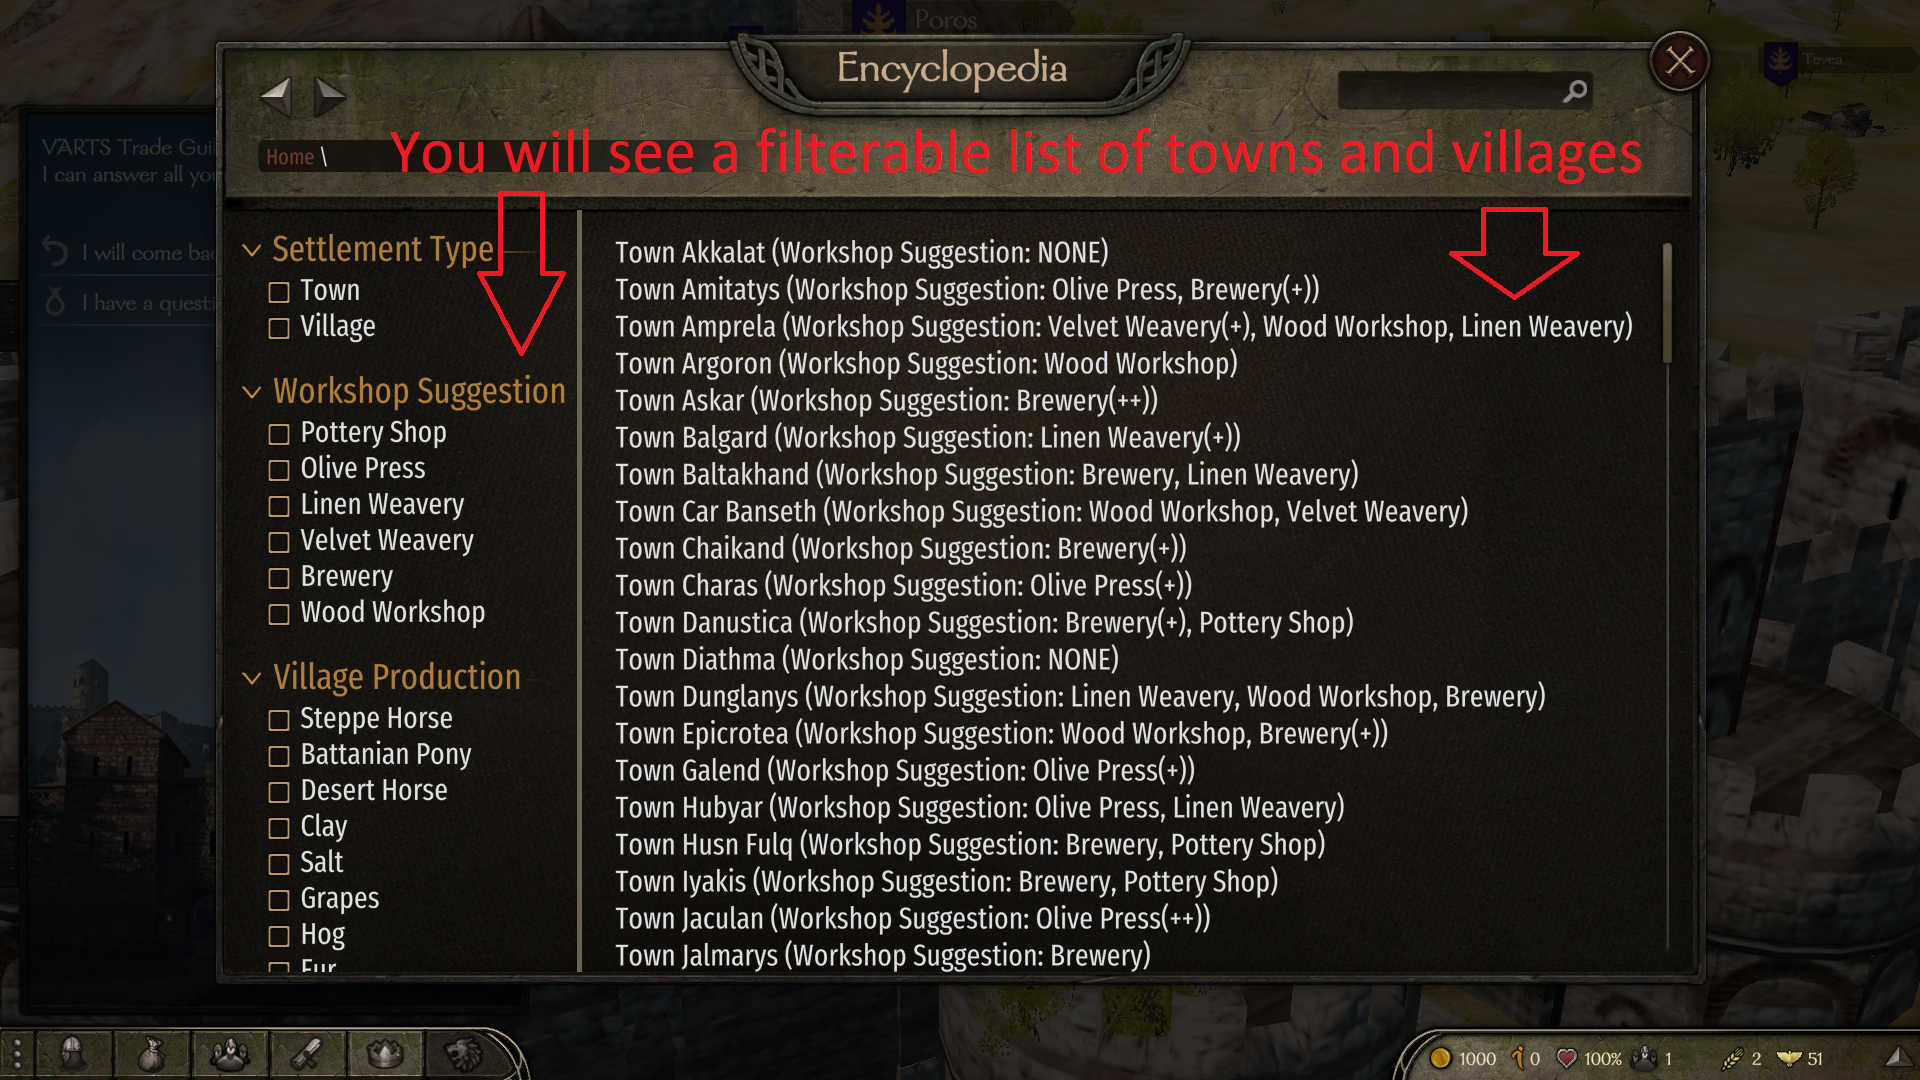 Poros
Encyclopedia
Tevea
VARTS Trade Gui
I can answer all you
Home \
You will see a filterable list of towns and villages
I will come bac
I have a questi
Settlement Type
Town
Village
Workshop Suggestion
Pottery Shop
Olive Press
Linen Weavery
Velvet Weavery
Brewery
Wood Workshop
Village Production
Steppe Horse
Battanian Pony
Desert Horse
Clay
Salt
Grapes
Hog
Fur
Town Akkalat (Workshop Suggestion: NONE)
Town Amitatys (Workshop Suggestion: Olive Press, Brewery(+))
Town Amprela (Workshop Suggestion: Velvet Weavery(+), Wood Workshop, Linen Weavery)
Town Argoron (Workshop Suggestion: Wood Workshop)
Town Askar (Workshop Suggestion: Brewery(++))
Town Balgard (Workshop Suggestion: Linen Weavery(+))
Town Baltakhand (Workshop Suggestion: Brewery, Linen Weavery)
Town Car Banseth (Workshop Suggestion: Wood Workshop, Velvet Weavery)
Town Chaikand (Workshop Suggestion: Brewery(+))
Town Charas (Workshop Suggestion: Olive Press(+))
Town Danustica (Workshop Suggestion: Brewery(+), Pottery Shop)
Town Diathma (Workshop Suggestion: NONE)
Town Dunglanys (Workshop Suggestion: Linen Weavery, Wood Workshop, Brewery)
Town Epicrotea (Workshop Suggestion: Wood Workshop, Brewery(+))
Town Galend (Workshop Suggestion: Olive Press(+))
Town Hubyar (Workshop Suggestion: Olive Press, Linen Weavery)
Town Husn Fulq (Workshop Suggestion: Brewery, Pottery Shop)
Town Iyakis (Workshop Suggestion: Brewery, Pottery Shop)
Town Jaculan (Workshop Suggestion: Olive Press(++))
Town Jalmarys (Workshop Suggestion: Brewery)
1000 0 100% 1 2 51